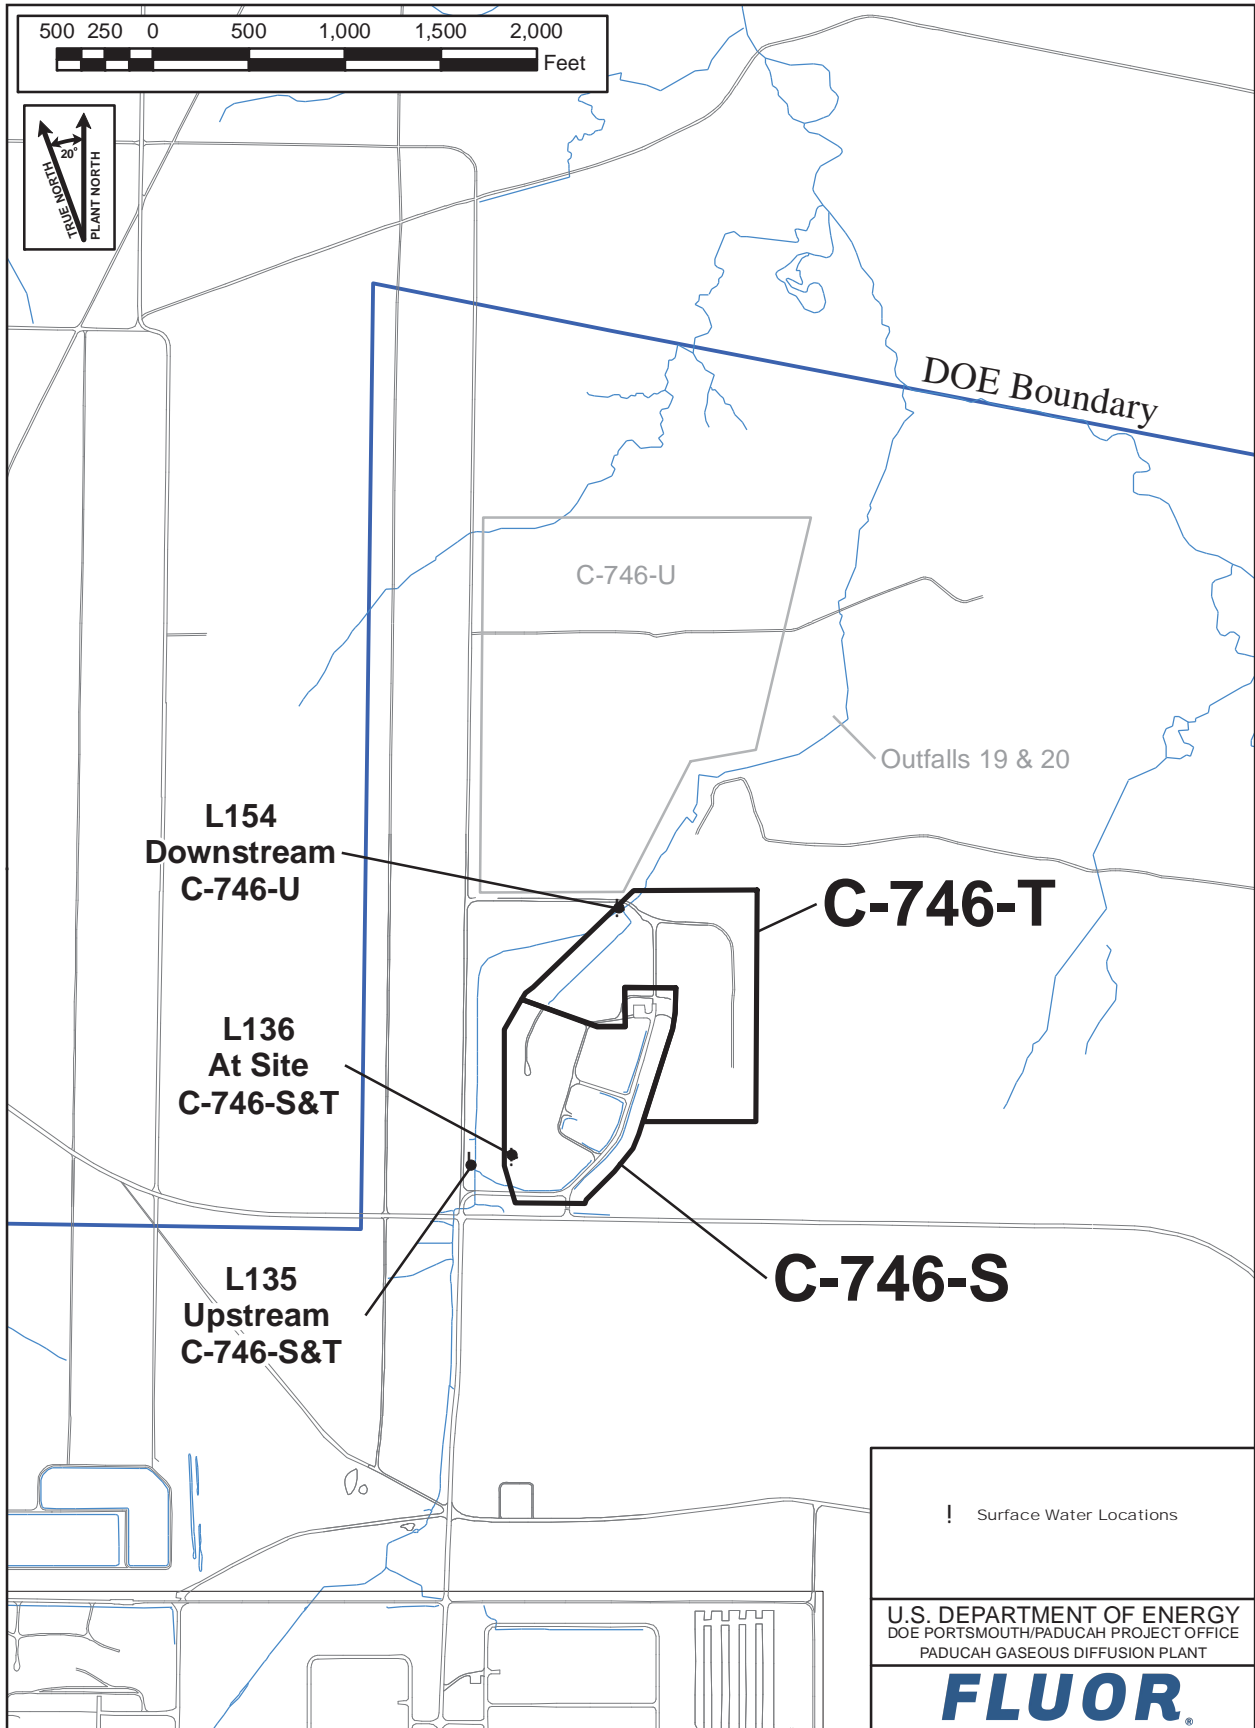 500 250 0 500 1,000 1,500 2,000
Feet
20°
TRUE NORTH
PLANT NORTH
DOE Boundary
C-746-U
Outfalls 19 & 20
L154
Downstream
C-746-U
C-746-T
L136
At Site
C-746-S&T
C-746-S
L135
Upstream
C-746-S&T
! Surface Water Locations
U.S. DEPARTMENT OF ENERGY
DOE PORTSMOUTH/PADUCAH PROJECT OFFICE
PADUCAH GASEOUS DIFFUSION PLANT
FLUOR®